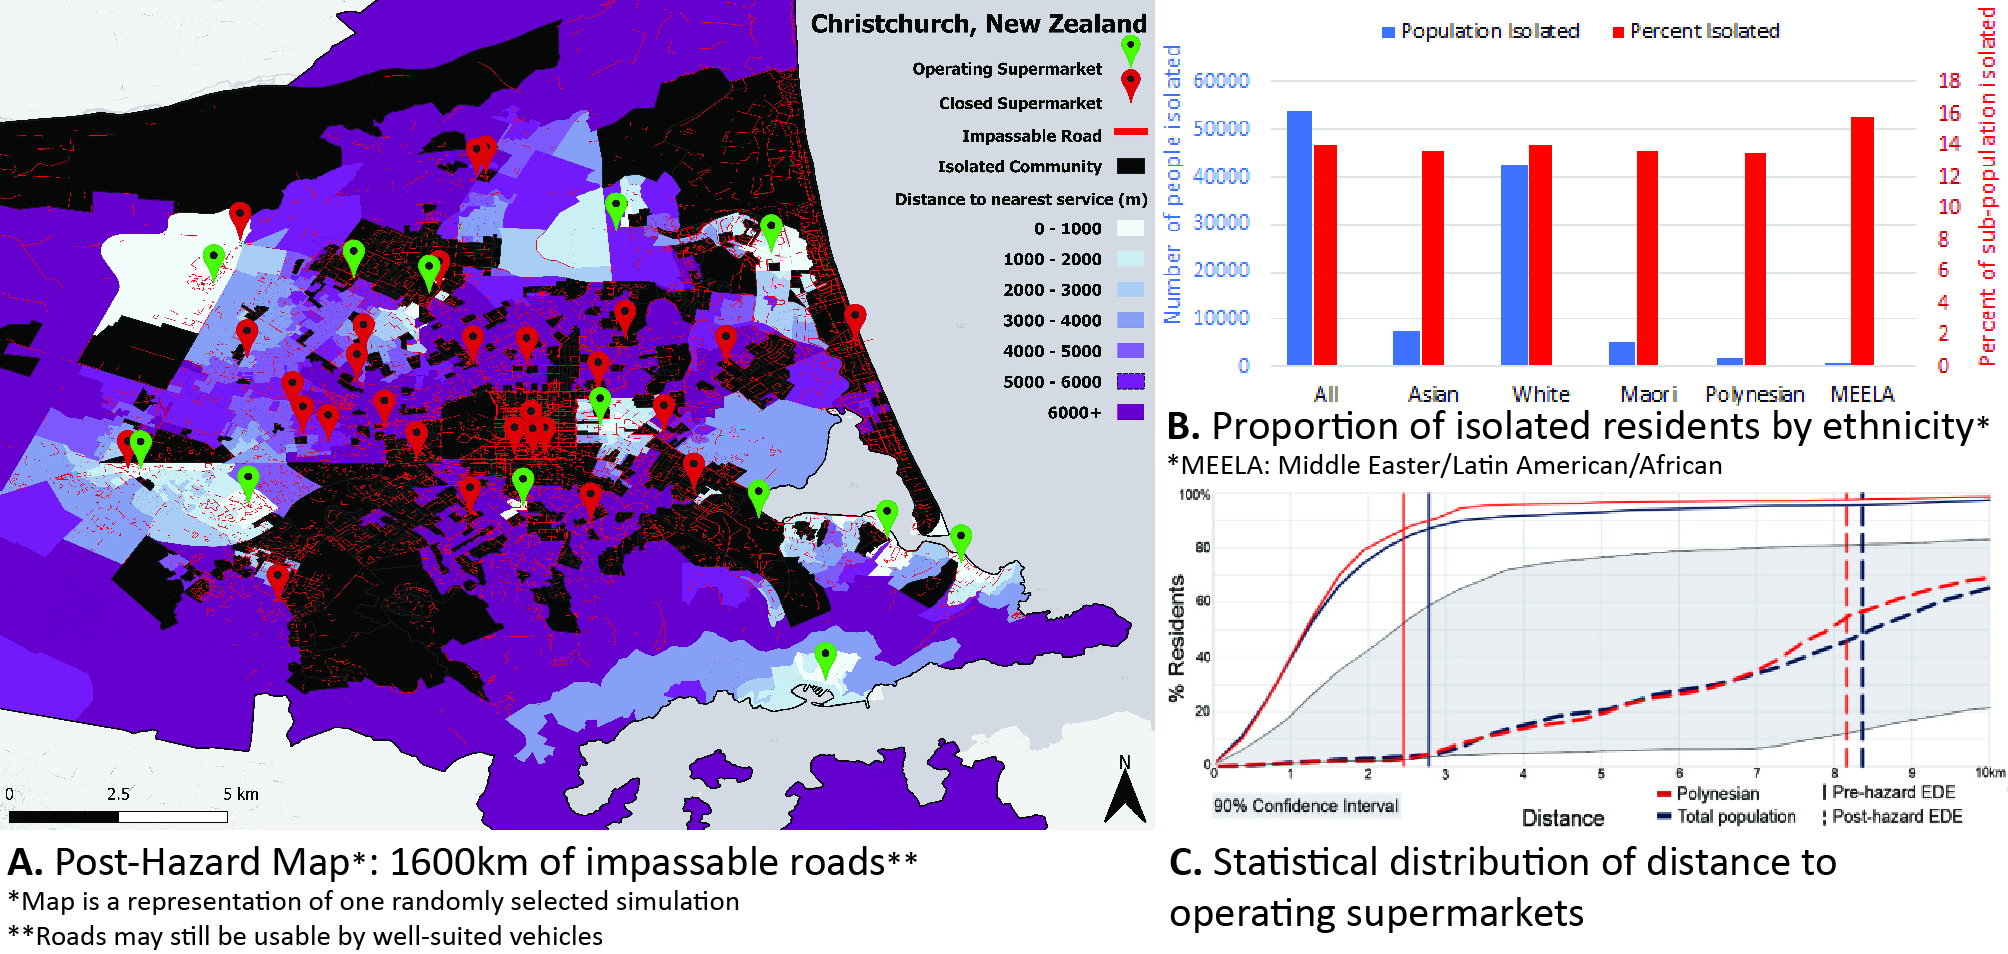 Christchurch, New Zealand
Operating Supermarket
Closed Supermarket
Impassable Road
Isolated Community
Distance to nearest service (m)
0 - 1000
1000 - 2000
2000 - 3000
3000 - 4000
4000 - 5000
5000 - 6000
6000+
0 2.5 5 km
N
A. Post-Hazard Map*: 1600km of impassable roads**
*Map is a representation of one randomly selected simulation
**Roads may still be usable by well-suited vehicles
Population Isolated Percent Isolated
Number of people isolated
60000
50000
40000
30000
20000
10000
0
18
16
14
12
10
8
6
4
2
0
Percent of sub-population isolated
All Asian White Maori Polynesian MEELA
B. Proportion of isolated residents by ethnicity*
*MEELA: Middle Easter/Latin American/African
100%
80
60
40
20
0
% Residents
0 1 2 3 4 5 6 7 8 9 10km
90% Confidence Interval
Distance
Polynesian
Total population
Pre-hazard EDE
Post-hazard EDE
C. Statistical distribution of distance to
operating supermarkets